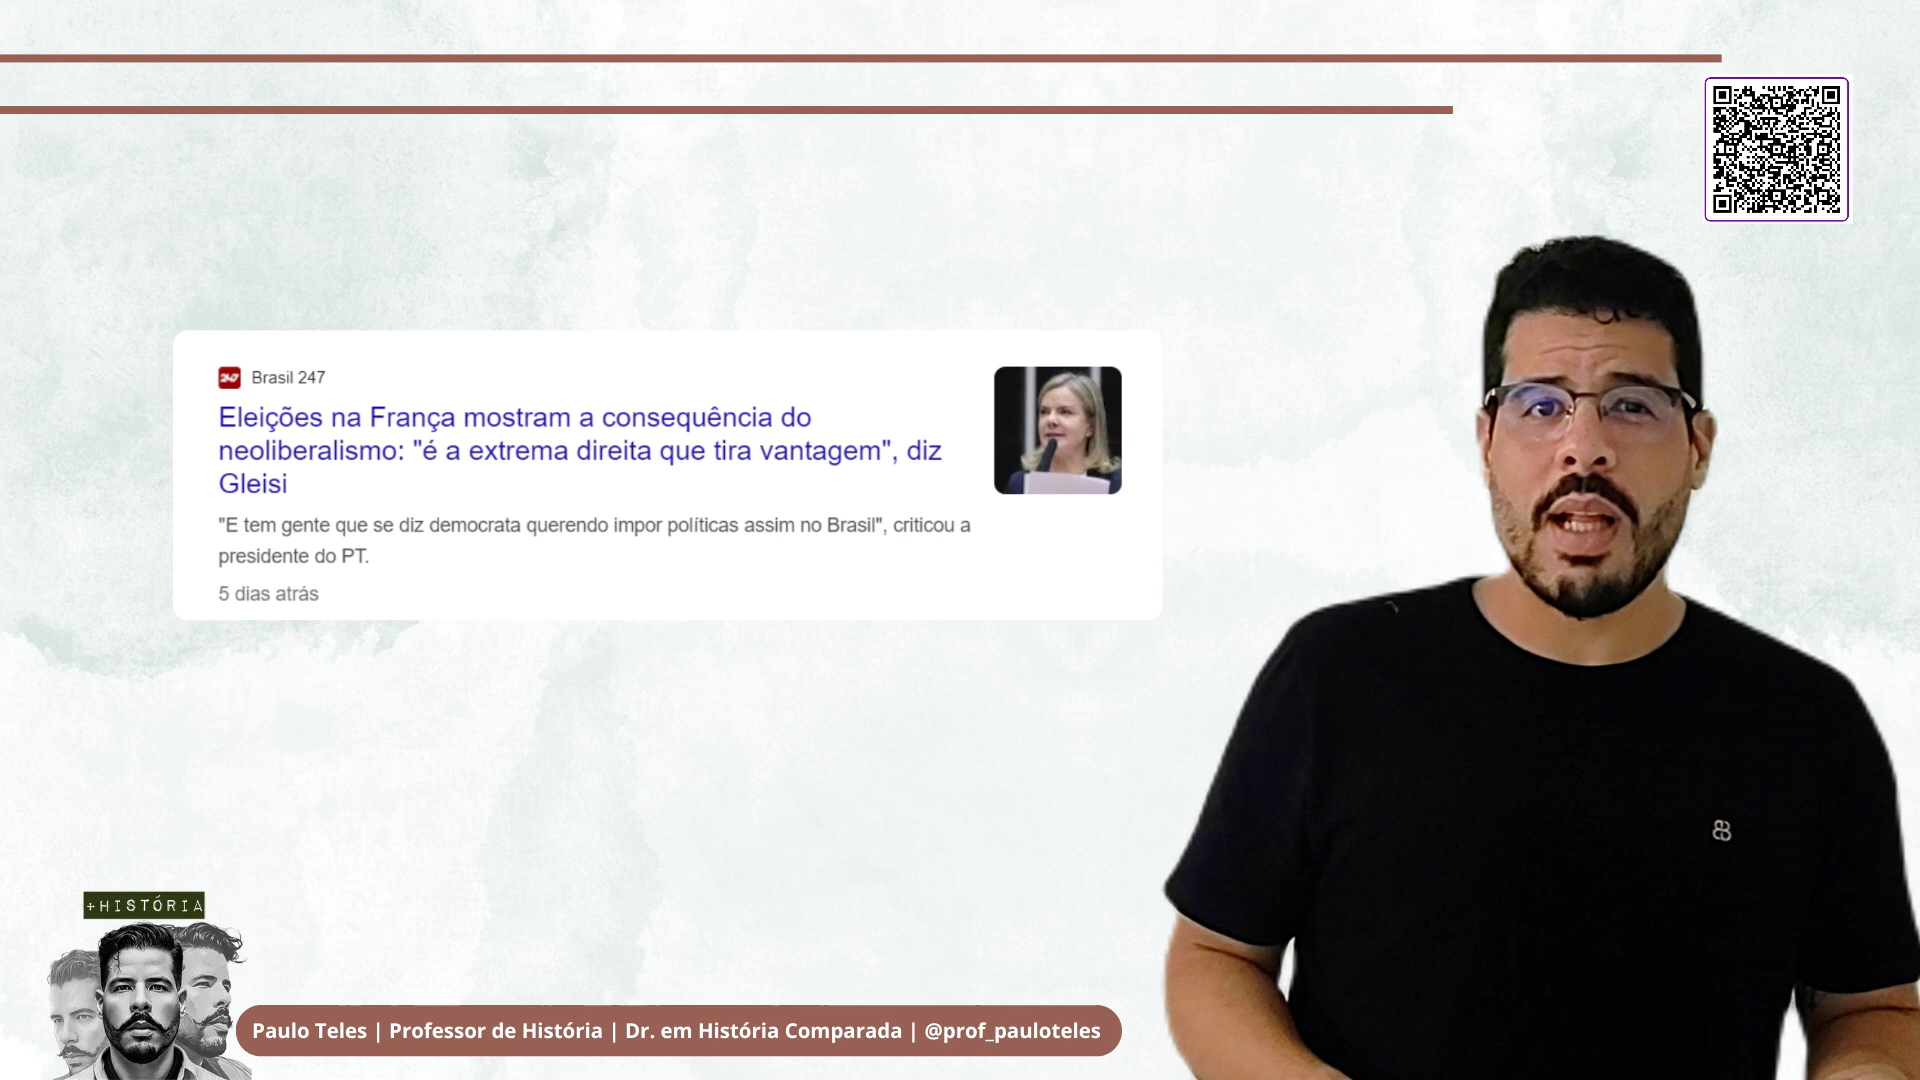 247 Brasil 247
Eleições na França mostram a consequência do
neoliberalismo: "é a extrema direita que tira vantagem", diz
Gleisi
"E tem gente que se diz democrata querendo impor políticas assim no Brasil", criticou a
presidente do PT.
5 dias atrás
+HISTÓRIA
Paulo Teles | Professor de História | Dr. em História Comparada | @prof_pauloteles